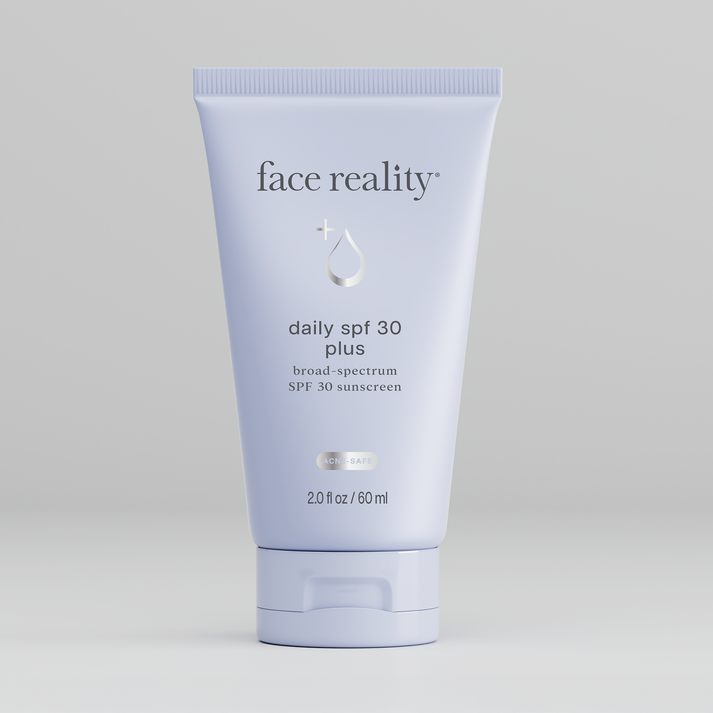 face reality®
daily spf 30
plus
broad-spectrum
SPF 30 sunscreen
ACNE-SAFE
2.0 fl oz / 60 ml